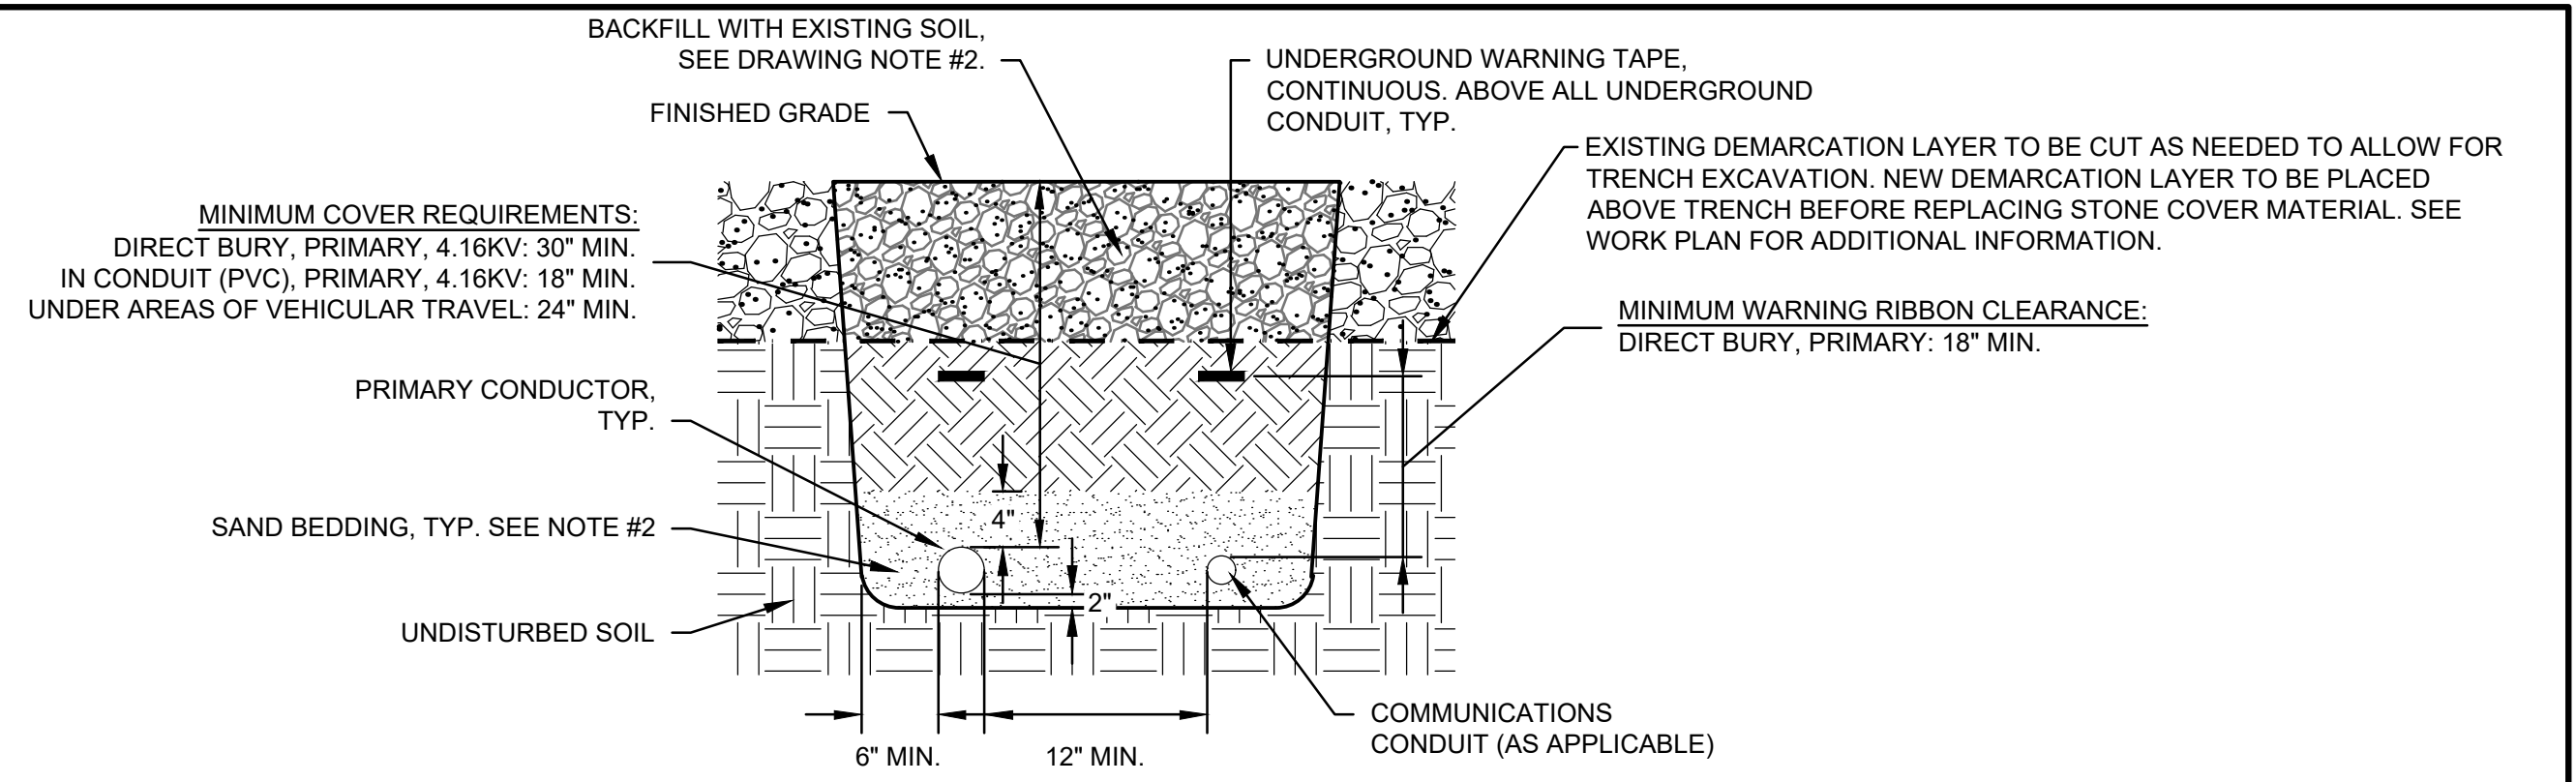 BACKFILL WITH EXISTING SOIL,
SEE DRAWING NOTE #2.
UNDERGROUND WARNING TAPE,
CONTINUOUS. ABOVE ALL UNDERGROUND
CONDUIT, TYP.
FINISHED GRADE
EXISTING DEMARCATION LAYER TO BE CUT AS NEEDED TO ALLOW FOR
TRENCH EXCAVATION. NEW DEMARCATION LAYER TO BE PLACED
ABOVE TRENCH BEFORE REPLACING STONE COVER MATERIAL. SEE
WORK PLAN FOR ADDITIONAL INFORMATION.
MINIMUM COVER REQUIREMENTS:
DIRECT BURY, PRIMARY, 4.16KV: 30" MIN.
IN CONDUIT (PVC), PRIMARY, 4.16KV: 18" MIN.
UNDER AREAS OF VEHICULAR TRAVEL: 24" MIN.
MINIMUM WARNING RIBBON CLEARANCE:
DIRECT BURY, PRIMARY: 18" MIN.
PRIMARY CONDUCTOR,
TYP.
SAND BEDDING, TYP. SEE NOTE #2
4"
2"
UNDISTURBED SOIL
COMMUNICATIONS
CONDUIT (AS APPLICABLE)
6" MIN.
12" MIN.